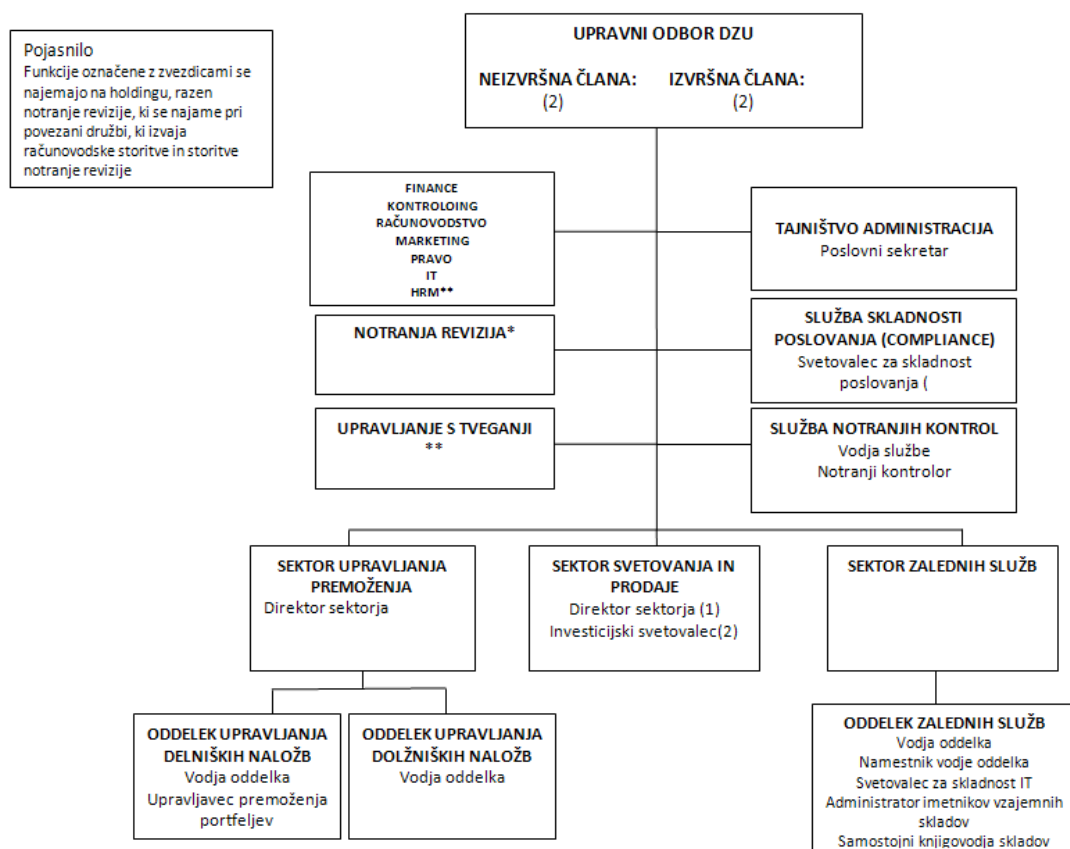 Pojasnilo
Funkcije označene z zvezdicami se
najemajo na holdingu, razen
notranje revizije, ki se najame pri
povezani družbi, ki izvaja
računovodske storitve in storitve
notranje revizije
UPRAVNI ODBOR DZU
NEIZVRŠNA ČLANA: IZVRŠNA ČLANA:
(2) (2)
FINANCE
KONTROLOING
RAČUNOVODSTVO
MARKETING
PRAVO
IT
HRM**
TAJNIŠTVO ADMINISTRACIJA
Poslovni sekretar
NOTRANJA REVIZIJA*
SLUŽBA SKLADNOSTI
POSLOVANJA (COMPLIANCE)
Svetovalec za skladnost
poslovanja (
UPRAVLJANJE S TVEGANJI
**
SLUŽBA NOTRANJIH KONTROL
Vodja službe
Notranji kontrolor
SEKTOR UPRAVLJANJA
PREMOŽENJA
Direktor sektorja
SEKTOR SVETOVANJA IN
PRODAJE
Direktor sektorja (1)
Investicijski svetovalec(2)
SEKTOR ZALEDNIH SLUŽB
ODDELEK UPRAVLJANJA
DELNIŠKIH NALOŽB
Vodja oddelka
Upravljavec premoženja
portfeljev
ODDELEK UPRAVLJANJA
DOLŽNIŠKIH NALOŽB
Vodja oddelka
ODDELEK ZALEDNIH SLUŽB
Vodja oddelka
Namestnik vodje oddelka
Svetovalec za skladnost IT
Administrator imetnikov vzajemnih
skladov
Samostojni knjigovodja skladov